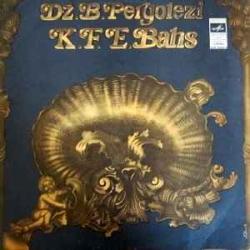 Dž. B. Pergolezi
K. F. E. Bahs